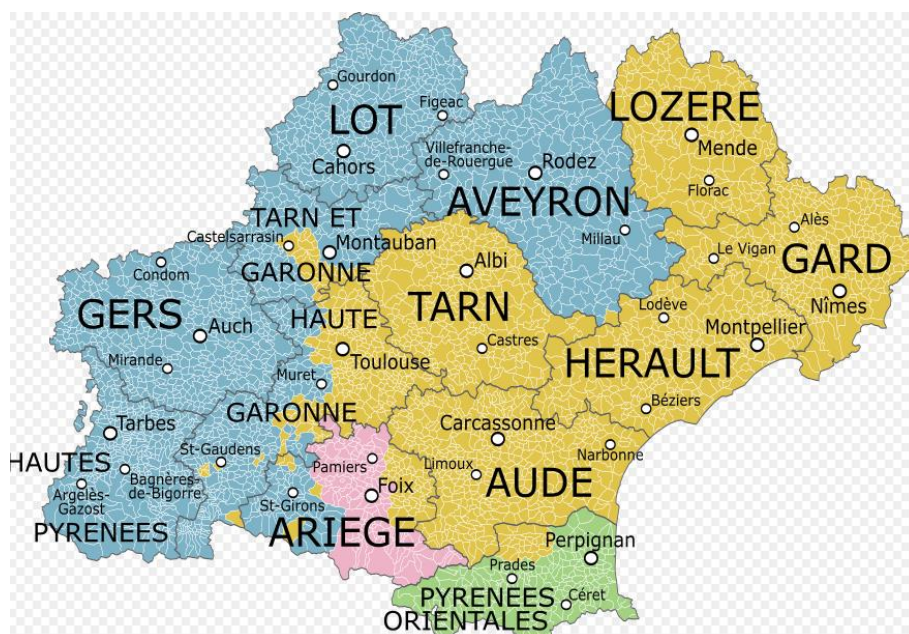 Gourdon
LOT
Figeac
Cahors
Villefranche-
de-Rouergue
Rodez
AVEYRON
Millau
LOZERE
Mende
Florac
Alès
Le Vigan
GARD
Nîmes
TARN ET
Castelsarrasin
Montauban
GARONNE
Condom
GERS
Auch
Mirande
HAUTE
Toulouse
Muret
GARONNE
Albi
TARN
Castres
Lodève
Montpellier
HERAULT
Béziers
Tarbes
HAUTES
Bagnères-
de-Bigorre
Argelès-
Gazost
PYRENEES
St-Gaudens
St-Girons
Pamiers
Foix
ARIEGE
Carcassonne
Limoux
Narbonne
AUDE
Perpignan
Prades
PYRENEES
Céret
ORIENTALES